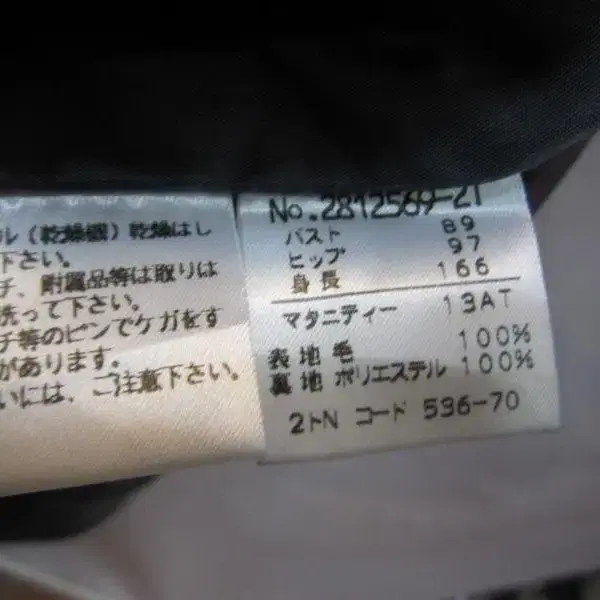 ル(乾燥機)乾燥はし
下さい。
チ、附属品等は取りは
洗って下さい。
チ等のピンでケガをす
があります。
いには、ご注意下さい。
No.2812569-21
バスト 89
ヒップ 97
身長 166
マタニティー 13AT
表地 毛 100%
裏地 ポリエステル 100%
2トN コード 536-70